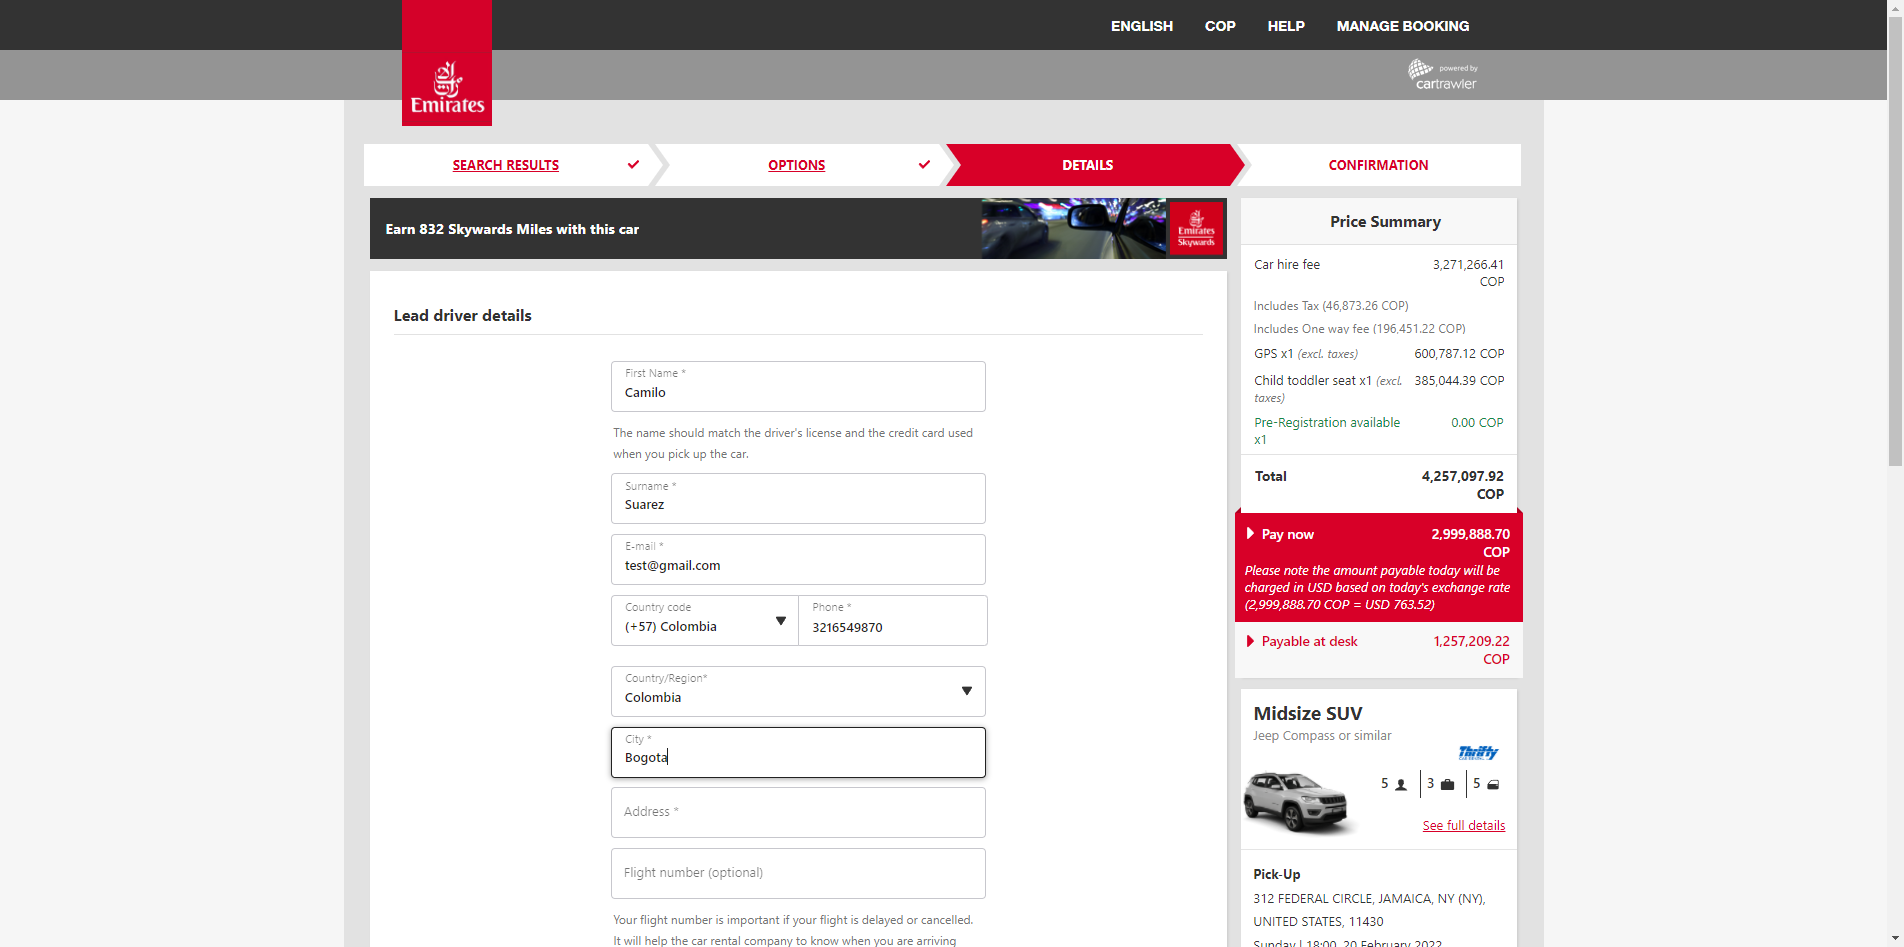 ENGLISH COP HELP MANAGE BOOKING
powered by
cartrawler
Emirates
SEARCH RESULTS OPTIONS DETAILS CONFIRMATION
Earn 832 Skywards Miles with this car
Emirates
Skywards
Lead driver details
First Name *
Camilo
The name should match the driver's license and the credit card used
when you pick up the car.
Surname *
Suarez
E-mail *
test@gmail.com
Country code
(+57) Colombia
Phone *
3216549870
Country/Region*
Colombia
City *
Bogota
Address *
Flight number (optional)
Your flight number is important if your flight is delayed or cancelled.
It will help the car rental company to know when you are arriving
Price Summary
Car hire fee 3,271,266.41
COP
Includes Tax (46,873.26 COP)
Includes One way fee (196,451.22 COP)
GPS x1 (excl. taxes) 600,787.12 COP
Child toddler seat x1 (excl. 385,044.39 COP
taxes)
Pre-Registration available 0.00 COP
x1
Total 4,257,097.92
COP
Pay now 2,999,888.70
COP
Please note the amount payable today will be
charged in USD based on today's exchange rate
(2,999,888.70 COP = USD 763.52)
Payable at desk 1,257,209.22
COP
Midsize SUV
Jeep Compass or similar
Thrifty
5 3 5
See full details
Pick-Up
312 FEDERAL CIRCLE, JAMAICA, NY (NY),
UNITED STATES, 11430
Sunday | 18:00, 20 February 2022